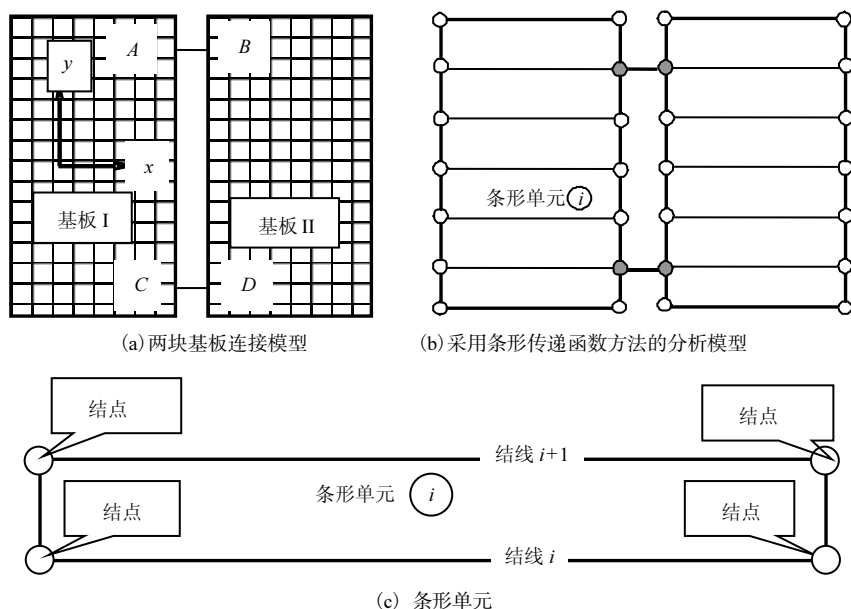 A
B
y
x
基板 I
基板 II
C
D
(a)两块基板连接模型
条形单元 i
(b)采用条形传递函数方法的分析模型
结点
结点
结线 i+1
条形单元 i
结点
结点
结线 i
(c) 条形单元